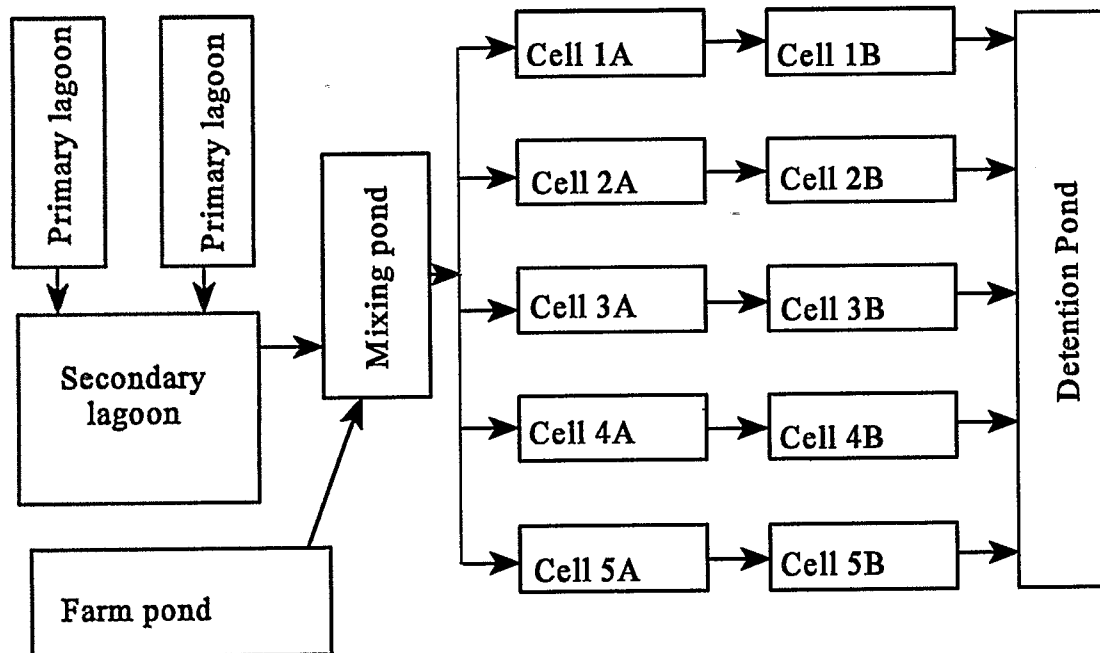 Primary lagoon
Primary lagoon
Secondary
lagoon
Farm pond
Mixing pond
Cell 1A
Cell 1B
Cell 2A
Cell 2B
Cell 3A
Cell 3B
Cell 4A
Cell 4B
Cell 5A
Cell 5B
Detention Pond